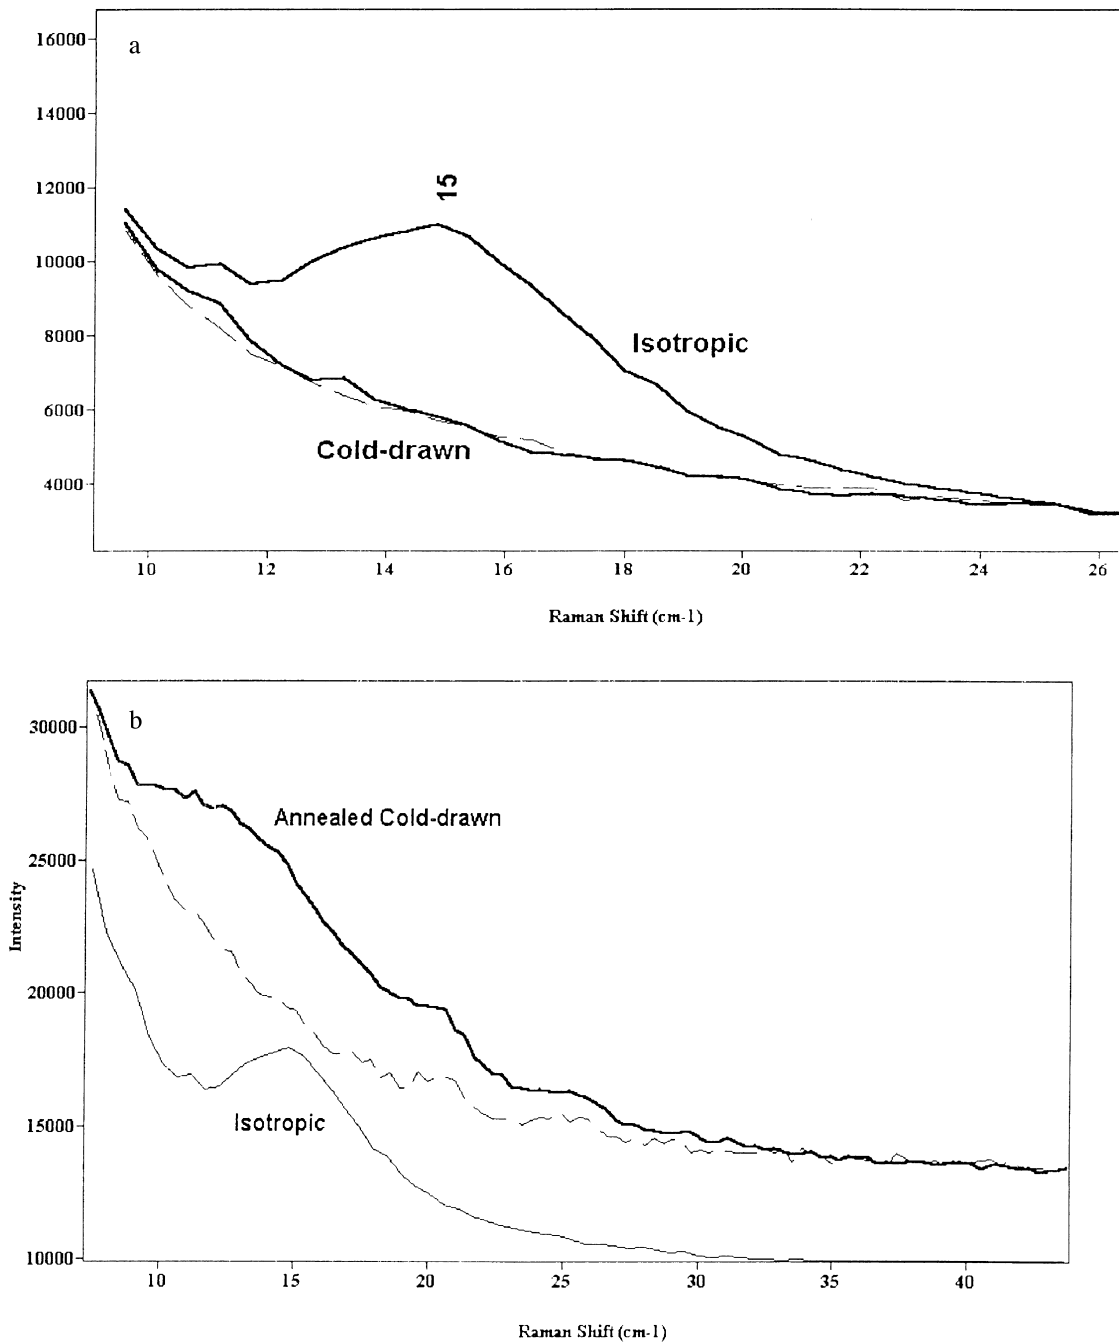 a
16000
14000
12000
10000
8000
6000
4000
15
Isotropic
Cold-drawn
10 12 14 16 18 20 22 24 26
Raman Shift (cm-1)
b
30000
25000
20000
15000
10000
Intensity
Annealed Cold-drawn
Isotropic
10 15 20 25 30 35 40
Raman Shift (cm-1)